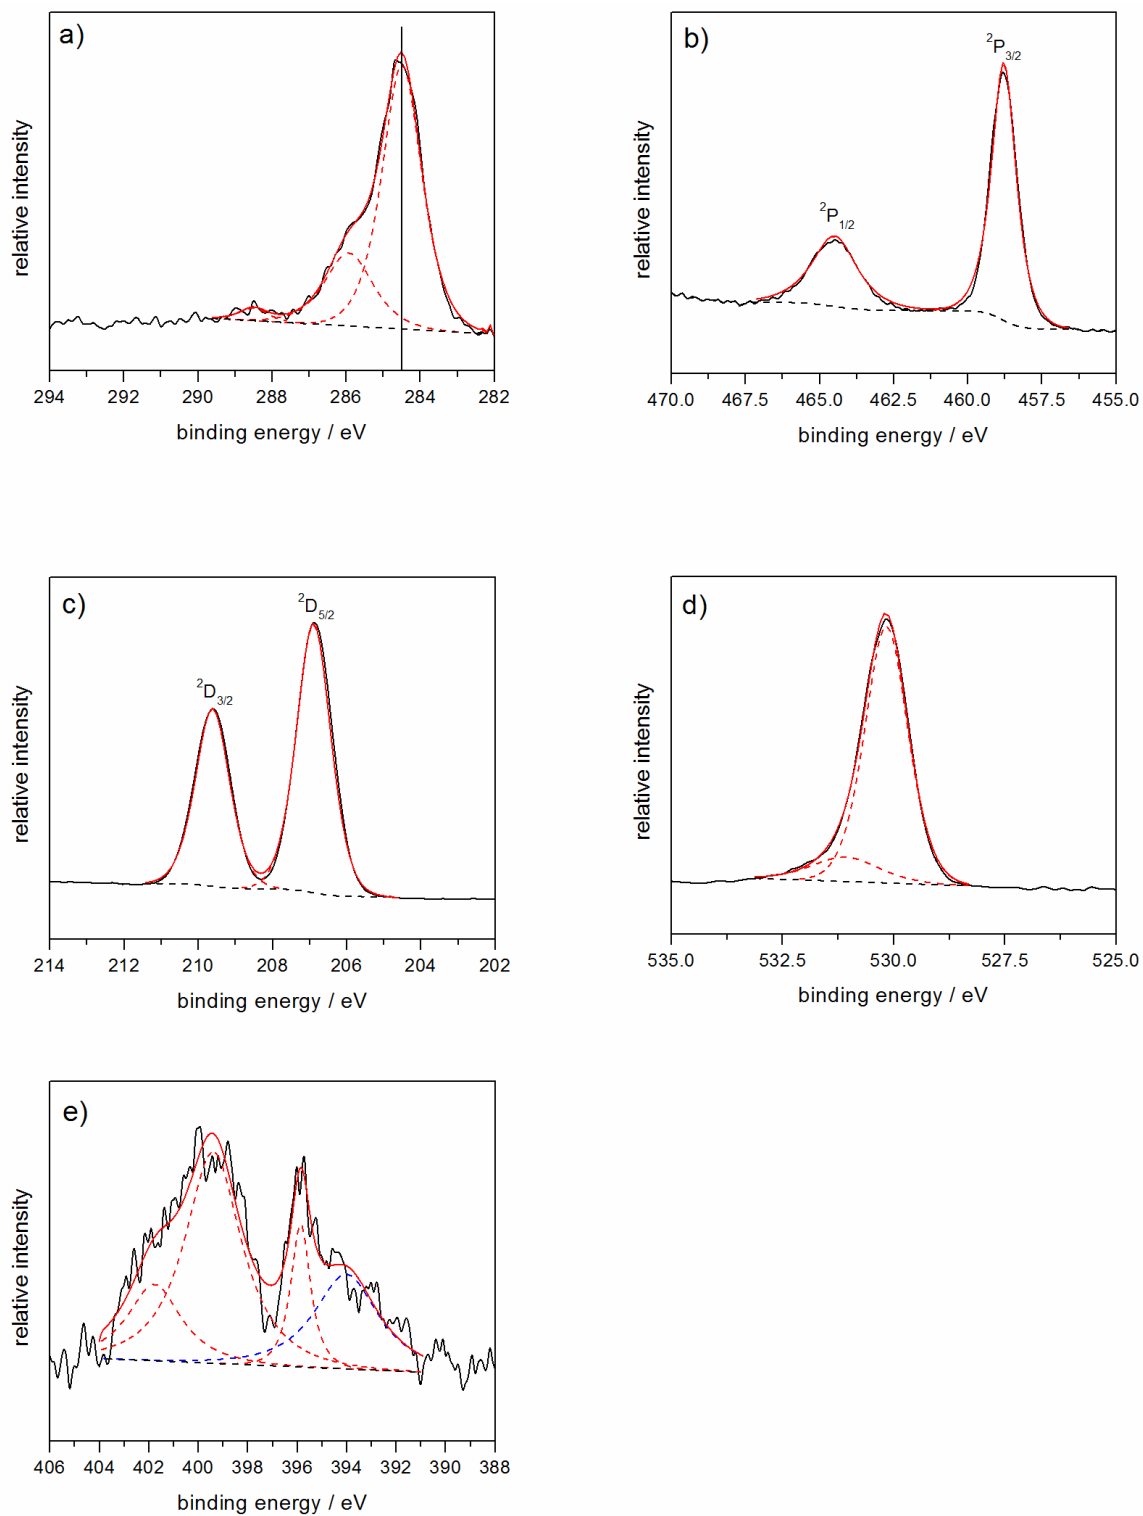 a)
relative intensity
294 292 290 288 286 284 282
binding energy / eV
b)
²P₃/₂
²P₁/₂
relative intensity
470.0 467.5 465.0 462.5 460.0 457.5 455.0
binding energy / eV
c)
²D₅/₂
²D₃/₂
relative intensity
214 212 210 208 206 204 202
binding energy / eV
d)
relative intensity
535.0 532.5 530.0 527.5 525.0
binding energy / eV
e)
relative intensity
406 404 402 400 398 396 394 392 390 388
binding energy / eV